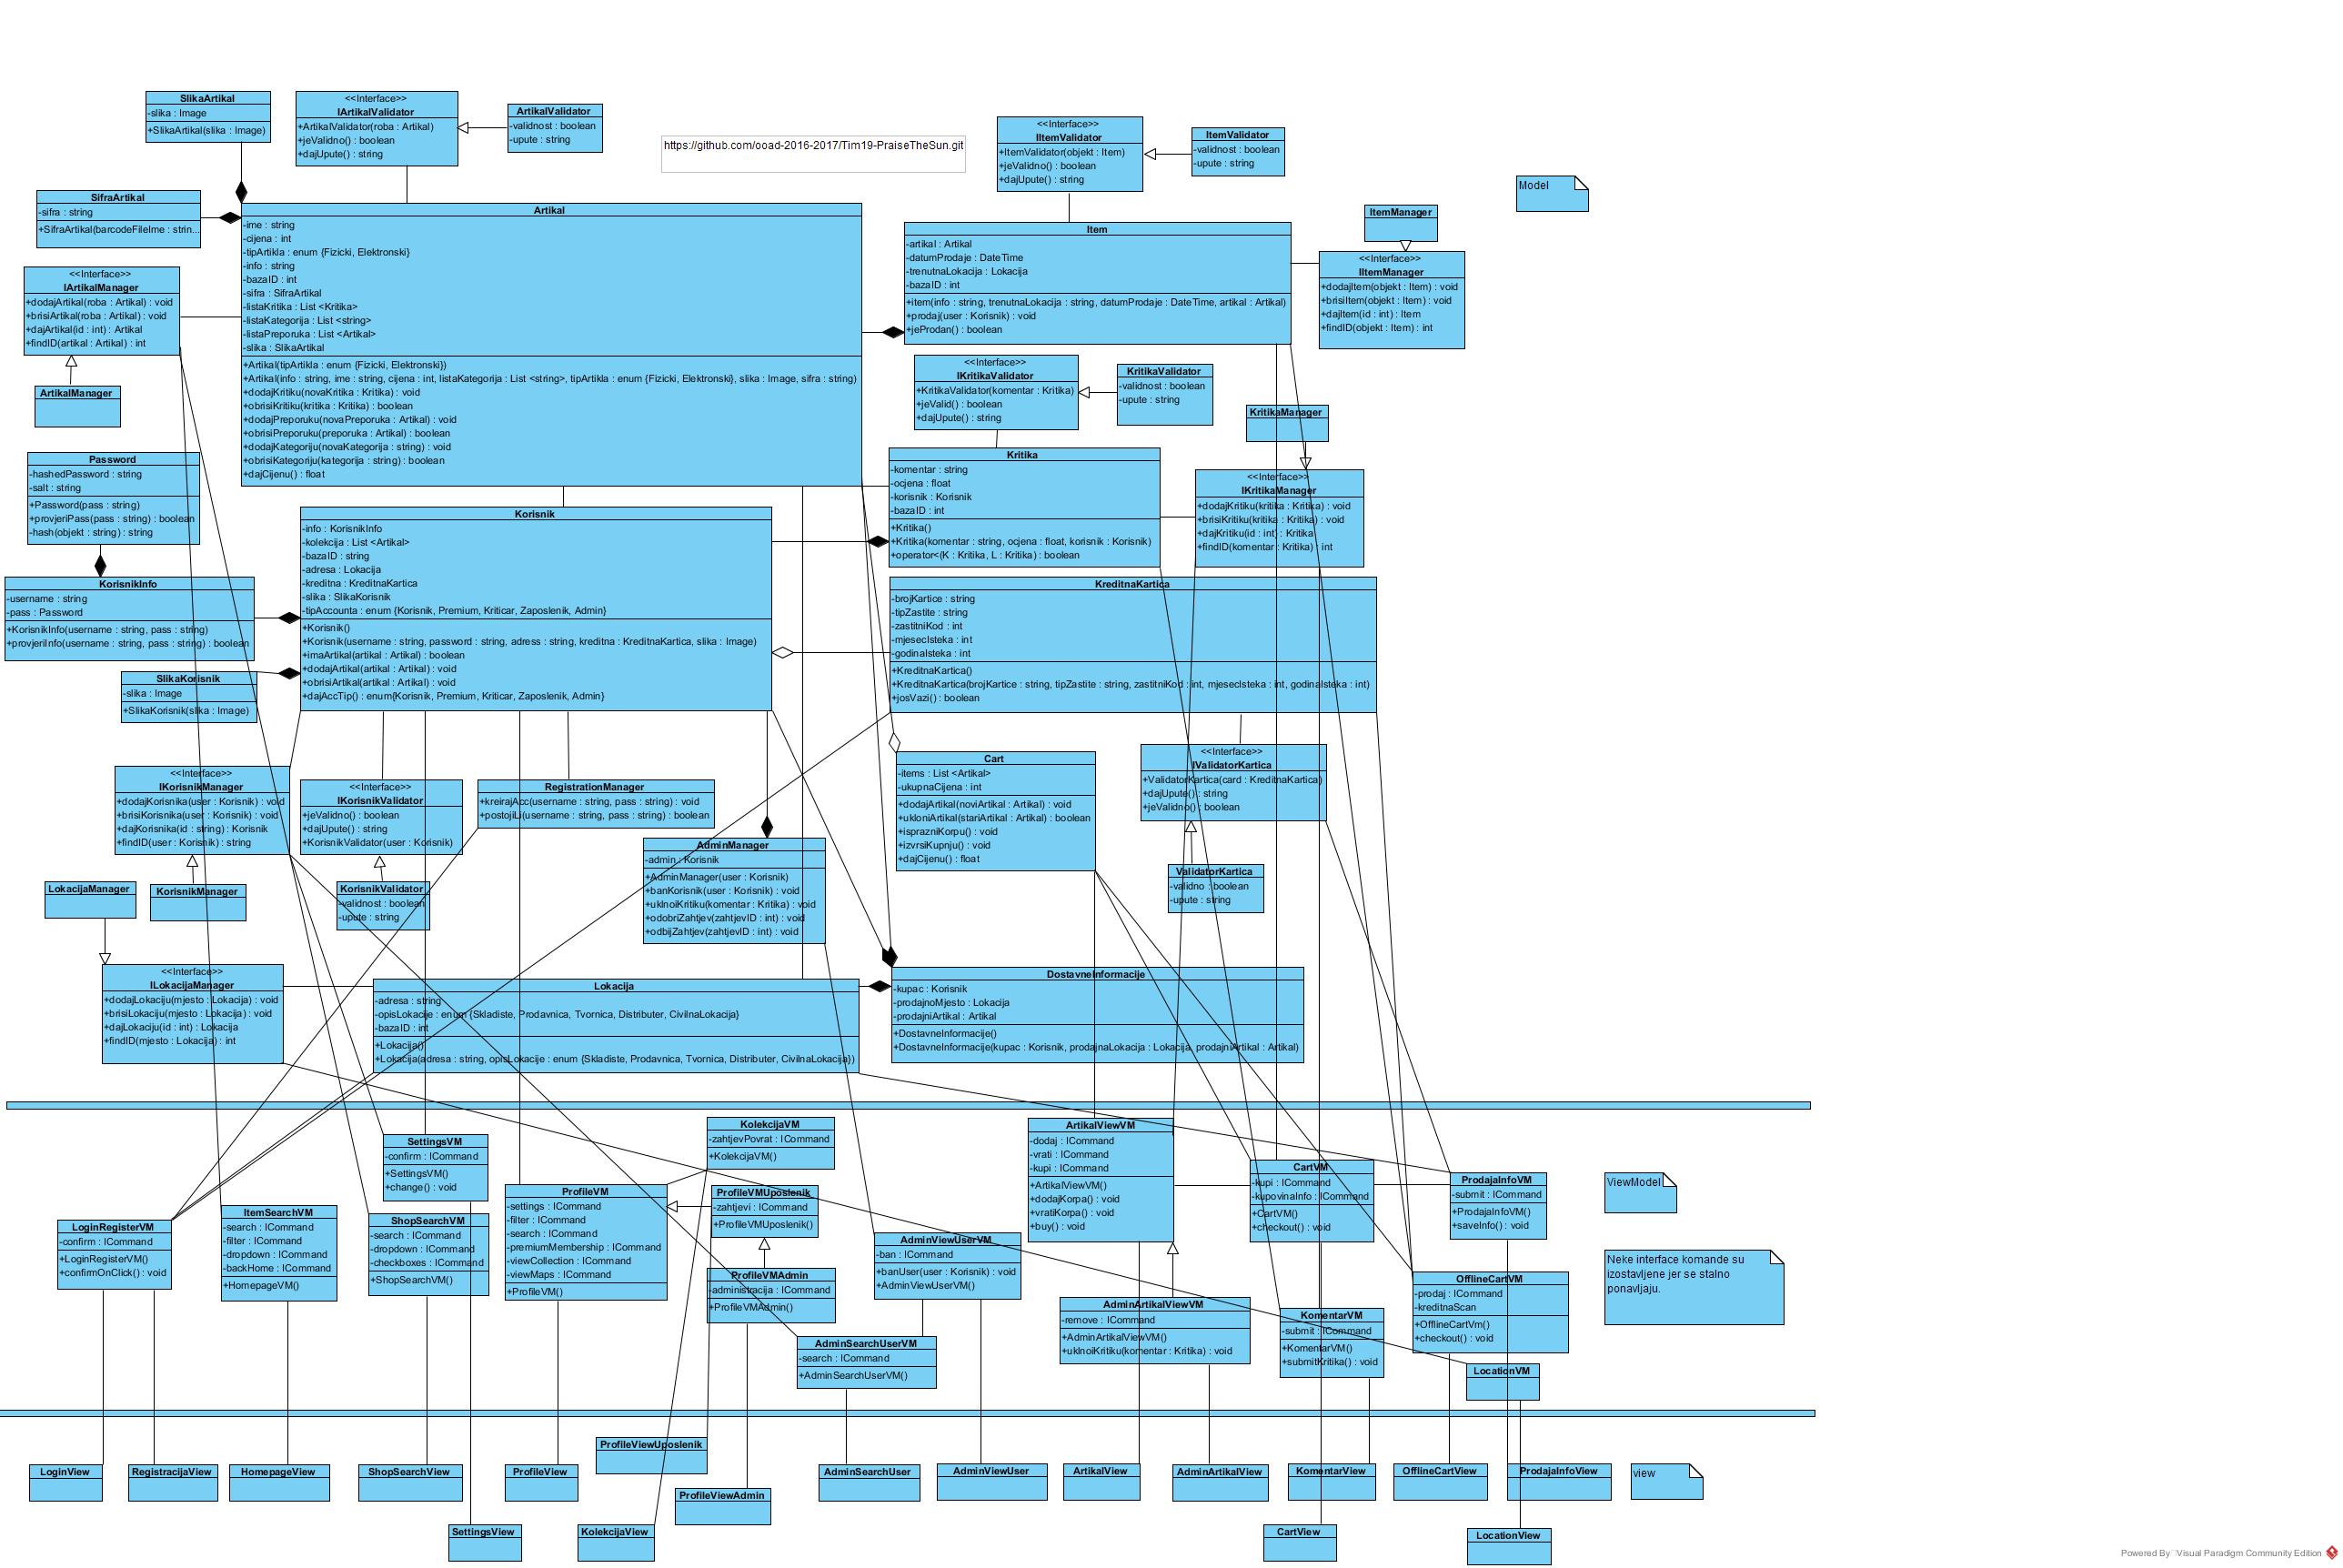 SlikaArtikal
-slika : Image
+SlikaArtikal(slika : Image)
<<Interface>>
IArtikalValidator
+ArtikalValidator(roba : Artikal)
+jeValidno() : boolean
+dajUpute() : string
ArtikalValidator
-validnost : boolean
-upute : string
https://github.com/ooad-2016-2017/Tim19-PraiseTheSun.git
<<Interface>>
IItemValidator
+ItemValidator(objekt : Item)
+jeValidno() : boolean
+dajUpute() : string
ItemValidator
-validnost : boolean
-upute : string
Model
SifraArtikal
-sifra : string
+SifraArtikal(barcodeFileIme : strin...
Artikal
-ime : string
-cijena : int
-tipArtikla : enum {Fizicki, Elektronski}
-info : string
-bazaID : int
-sifra : SifraArtikal
-listaKritika : List <Kritika>
-listaKategorija : List <string>
-listaPreporuka : List <Artikal>
-slika : SlikaArtikal
+Artikal(tipArtikla : enum {Fizicki, Elektronski})
+Artikal(info : string, ime : string, cijena : int, listaKategorija : List <string>, tipArtikla : enum {Fizicki, Elektronski}, slika : Image, sifra : string)
+dodajKritiku(novaKritika : Kritika) : void
+obrisiKritiku(kritika : Kritika) : boolean
+dodajPreporuku(novaPreporuka : Artikal) : void
+obrisiPreporuku(preporuka : Artikal) : boolean
+dodajKategoriju(novaKategorija : string) : void
+obrisiKategoriju(kategorija : string) : boolean
+dajCijenu() : float
Item
-artikal : Artikal
-datumProdaje : DateTime
-trenutnaLokacija : Lokacija
-bazaID : int
+item(info : string, trenutnaLokacija : string, datumProdaje : DateTime, artikal : Artikal)
+prodaj(user : Korisnik) : void
+jeProdan() : boolean
ItemManager
<<Interface>>
IItemManager
+dodajItem(objekt : Item) : void
+brisiItem(objekt : Item) : void
+dajItem(id : int) : Item
+findID(objekt : Item) : int
<<Interface>>
IArtikalManager
+dodajArtikal(roba : Artikal) : void
+brisiArtikal(roba : Artikal) : void
+dajArtikal(id : int) : Artikal
+findID(artikal : Artikal) : int
ArtikalManager
<<Interface>>
IKritikaValidator
+KritikaValidator(komentar : Kritika)
+jeValid() : boolean
+dajUpute() : string
KritikaValidator
-validnost : boolean
-upute : string
KritikaManager
Password
-hashedPassword : string
-salt : string
+Password(pass : string)
+provjeriPass(pass : string) : boolean
-hash(objekt : string) : string
Kritika
-komentar : string
-ocjena : float
-korisnik : Korisnik
-bazaID : int
+Kritika()
+Kritika(komentar : string, ocjena : float, korisnik : Korisnik)
+operator<(K : Kritika, L : Kritika) : boolean
<<Interface>>
IKritikaManager
+dodajKritiku(kritika : Kritika) : void
+brisiKritiku(kritika : Kritika) : void
+dajKritiku(id : int) : Kritika
+findID(komentar : Kritika) : int
Korisnik
-info : KorisnikInfo
-kolekcija : List <Artikal>
-bazaID : string
-adresa : Lokacija
-kreditna : KreditnaKartica
-slika : SlikaKorisnik
-tipAccounta : enum {Korisnik, Premium, Kriticar, Zaposlenik, Admin}
+Korisnik()
+Korisnik(username : string, password : string, adress : string, kreditna : KreditnaKartica, slika : Image)
+imaArtikal(artikal : Artikal) : boolean
+dodajArtikal(artikal : Artikal) : void
+obrisiArtikal(artikal : Artikal) : void
+dajAccTip() : enum{Korisnik, Premium, Kriticar, Zaposlenik, Admin}
KorisnikInfo
-username : string
-pass : Password
+KorisnikInfo(username : string, pass : string)
+provjeriInfo(username : string, pass : string) : boolean
KreditnaKartica
-brojKartice : string
-tipZastite : string
-zastitniKod : int
-mjesecIsteka : int
-godinaIsteka : int
+KreditnaKartica()
+KreditnaKartica(brojKartice : string, tipZastite : string, zastitniKod : int, mjesecIsteka : int, godinaIsteka : int)
+josVazi() : boolean
SlikaKorisnik
-slika : Image
+SlikaKorisnik(slika : Image)
<<Interface>>
IKorisnikManager
+dodajKorisnika(user : Korisnik) : void
+brisiKorisnika(user : Korisnik) : void
+dajKorisnika(id : string) : Korisnik
+findID(user : Korisnik) : string
<<Interface>>
IKorisnikValidator
+jeValidno() : boolean
+dajUpute() : string
+KorisnikValidator(user : Korisnik)
RegistrationManager
+kreirajAcc(username : string, pass : string) : void
+postojiLi(username : string, pass : string) : boolean
Cart
-items : List <Artikal>
-ukupnaCijena : int
+dodajArtikal(noviArtikal : Artikal) : void
+ukloniArtikal(stariArtikal : Artikal) : boolean
+isprazniKorpu() : void
+izvrsiKupnju() : void
+dajCijenu() : float
<<Interface>>
IValidatorKartica
+ValidatorKartica(card : KreditnaKartica)
+dajUpute() : string
+jeValidno() : boolean
AdminManager
-admin : Korisnik
+AdminManager(user : Korisnik)
+banKorisnik(user : Korisnik) : void
+uklnoiKritiku(komentar : Kritika) : void
+odobriZahtjev(zahtjevID : int) : void
+odbijZahtjev(zahtjevID : int) : void
ValidatorKartica
-validno : boolean
-upute : string
LokacijaManager
KorisnikManager
KorisnikValidator
-validnost : boolean
-upute : string
<<Interface>>
ILokacijaManager
+dodajLokaciju(mjesto : Lokacija) : void
+brisiLokaciju(mjesto : Lokacija) : void
+dajLokaciju(id : int) : Lokacija
+findID(mjesto : Lokacija) : int
Lokacija
-adresa : string
-opisLokacije : enum {Skladiste, Prodavnica, Tvornica, Distributer, CivilnaLokacija}
-bazaID : int
+Lokacija()
+Lokacija(adresa : string, opisLokacije : enum {Skladiste, Prodavnica, Tvornica, Distributer, CivilnaLokacija})
DostavneInformacije
-kupac : Korisnik
-prodajnoMjesto : Lokacija
-prodajniArtikal : Artikal
+DostavneInformacije()
+DostavneInformacije(kupac : Korisnik, prodajnaLokacija : Lokacija, prodajniArtikal : Artikal)
KolekcijaVM
-zahtjevPovrat : ICommand
+KolekcijaVM()
ArtikalViewVM
-dodaj : ICommand
-vrati : ICommand
-kupi : ICommand
+ArtikalViewVM()
+dodajKorpa() : void
+vratiKorpa() : void
+buy() : void
SettingsVM
-confirm : ICommand
+SettingsVM()
+change() : void
CartVM
-kupi : ICommand
-kupovinaInfo : ICommand
+CartVM()
+checkout() : void
ProdajaInfoVM
-submit : ICommand
+ProdajaInfoVM()
+saveInfo() : void
ViewModel
ProfileVM
-settings : ICommand
-filter : ICommand
-search : ICommand
-premiumMembership : ICommand
-viewCollection : ICommand
-viewMaps : ICommand
+ProfileVM()
ProfileVMUposlenik
-zahtjevi : ICommand
+ProfileVMUposlenik()
LoginRegisterVM
-confirm : ICommand
+LoginRegisterVM()
+confirmOnClick() : void
ItemSearchVM
-search : ICommand
-filter : ICommand
-dropdown : ICommand
-backHome : ICommand
+HomepageVM()
ShopSearchVM
-search : ICommand
-dropdown : ICommand
-checkboxes : ICommand
+ShopSearchVM()
AdminViewUserVM
-ban : ICommand
+banUser(user : Korisnik) : void
+AdminViewUserVM()
Neke interface komande su
izostavljene jer se stalno
ponavljaju.
ProfileVMAdmin
-administracija : ICommand
+ProfileVMAdmin()
OfflineCartVM
-prodaj : ICommand
-kreditnaScan
+OfflineCartVm()
+checkout() : void
AdminArtikalViewVM
-remove : ICommand
+AdminArtikalViewVM()
+uklnoiKritiku(komentar : Kritika) : void
KomentarVM
-submit : ICommand
+KomentarVM()
+submitKritika() : void
AdminSearchUserVM
-search : ICommand
+AdminSearchUserVM()
LocationVM
ProfileViewUposlenik
LoginView
RegistracijaView
HomepageView
ShopSearchView
ProfileView
AdminSearchUser
AdminViewUser
ArtikalView
AdminArtikalView
KomentarView
OfflineCartView
ProdajaInfoView
view
ProfileViewAdmin
SettingsView
KolekcijaView
CartView
LocationView
Powered By Visual Paradigm Community Edition